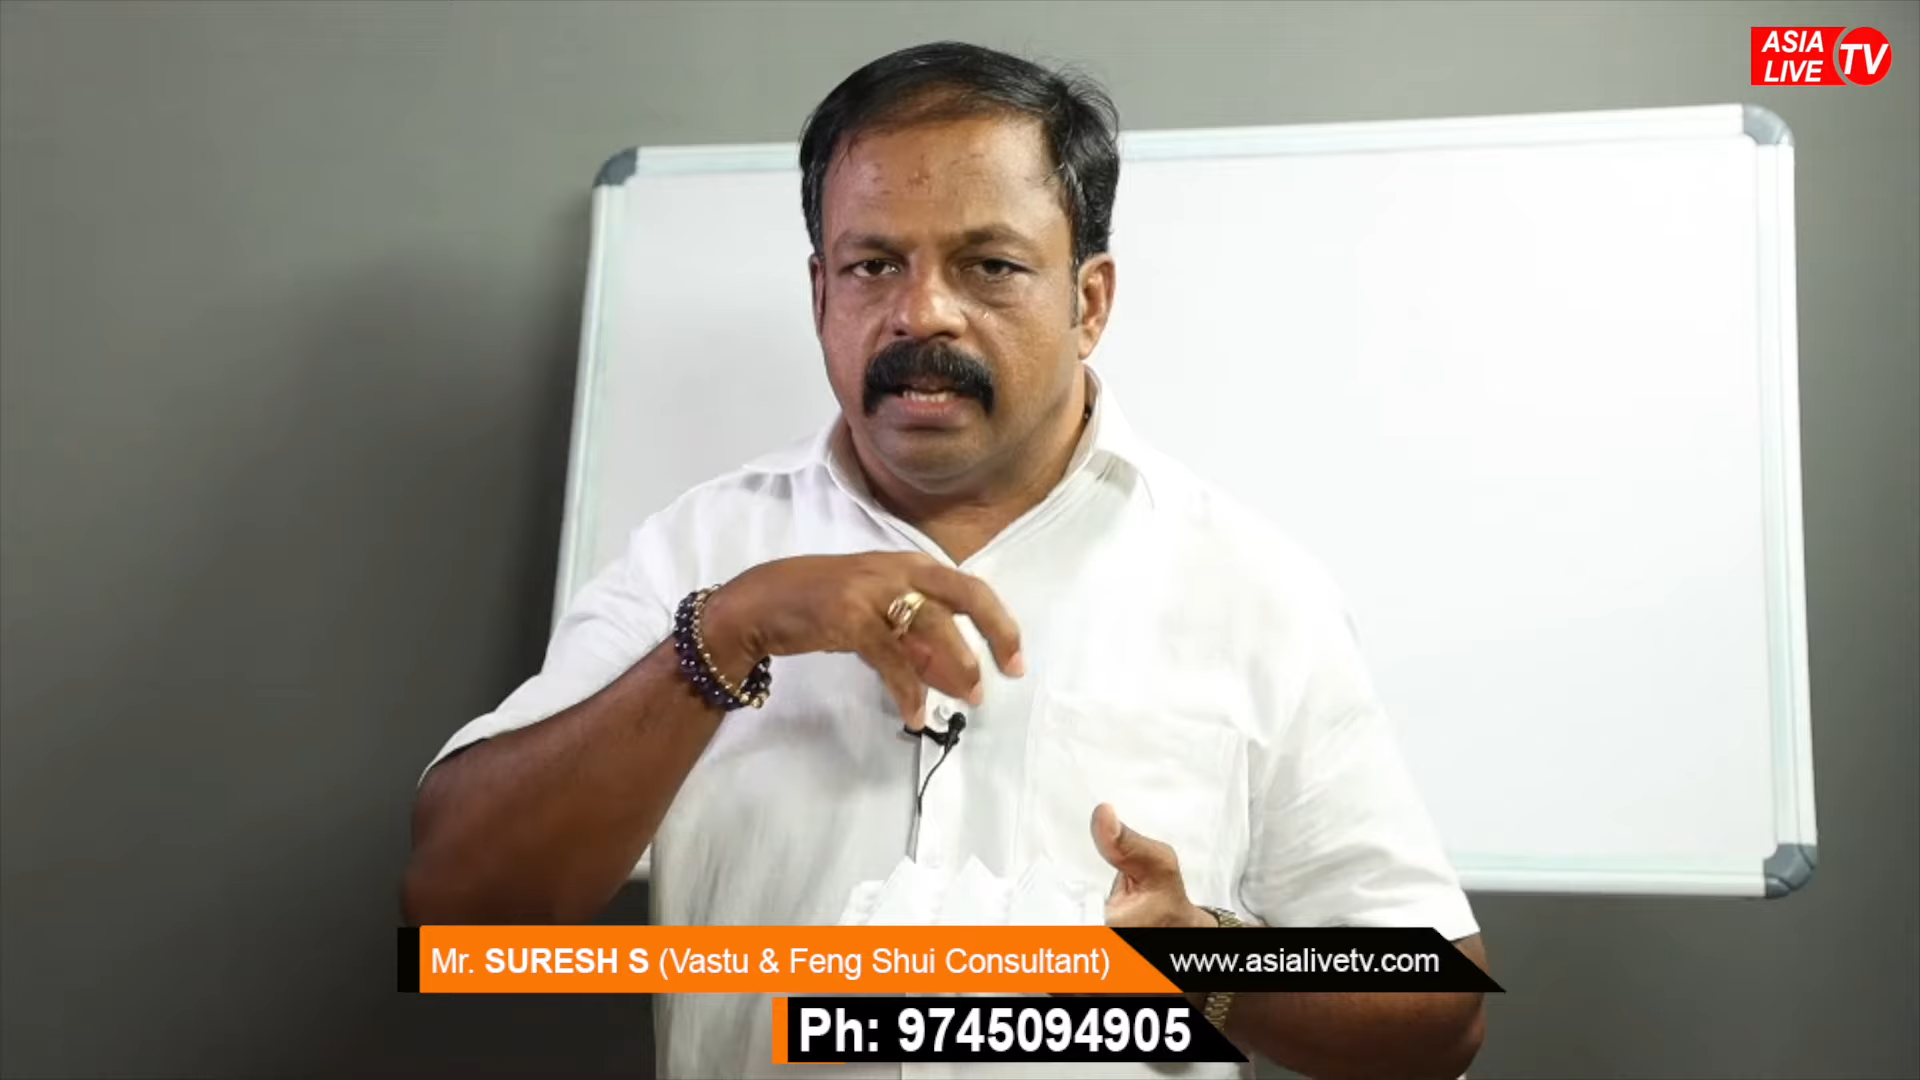 ASIA
LIVE TV
Mr. SURESH S (Vastu & Feng Shui Consultant) www.asialivetv.com
Ph: 9745094905